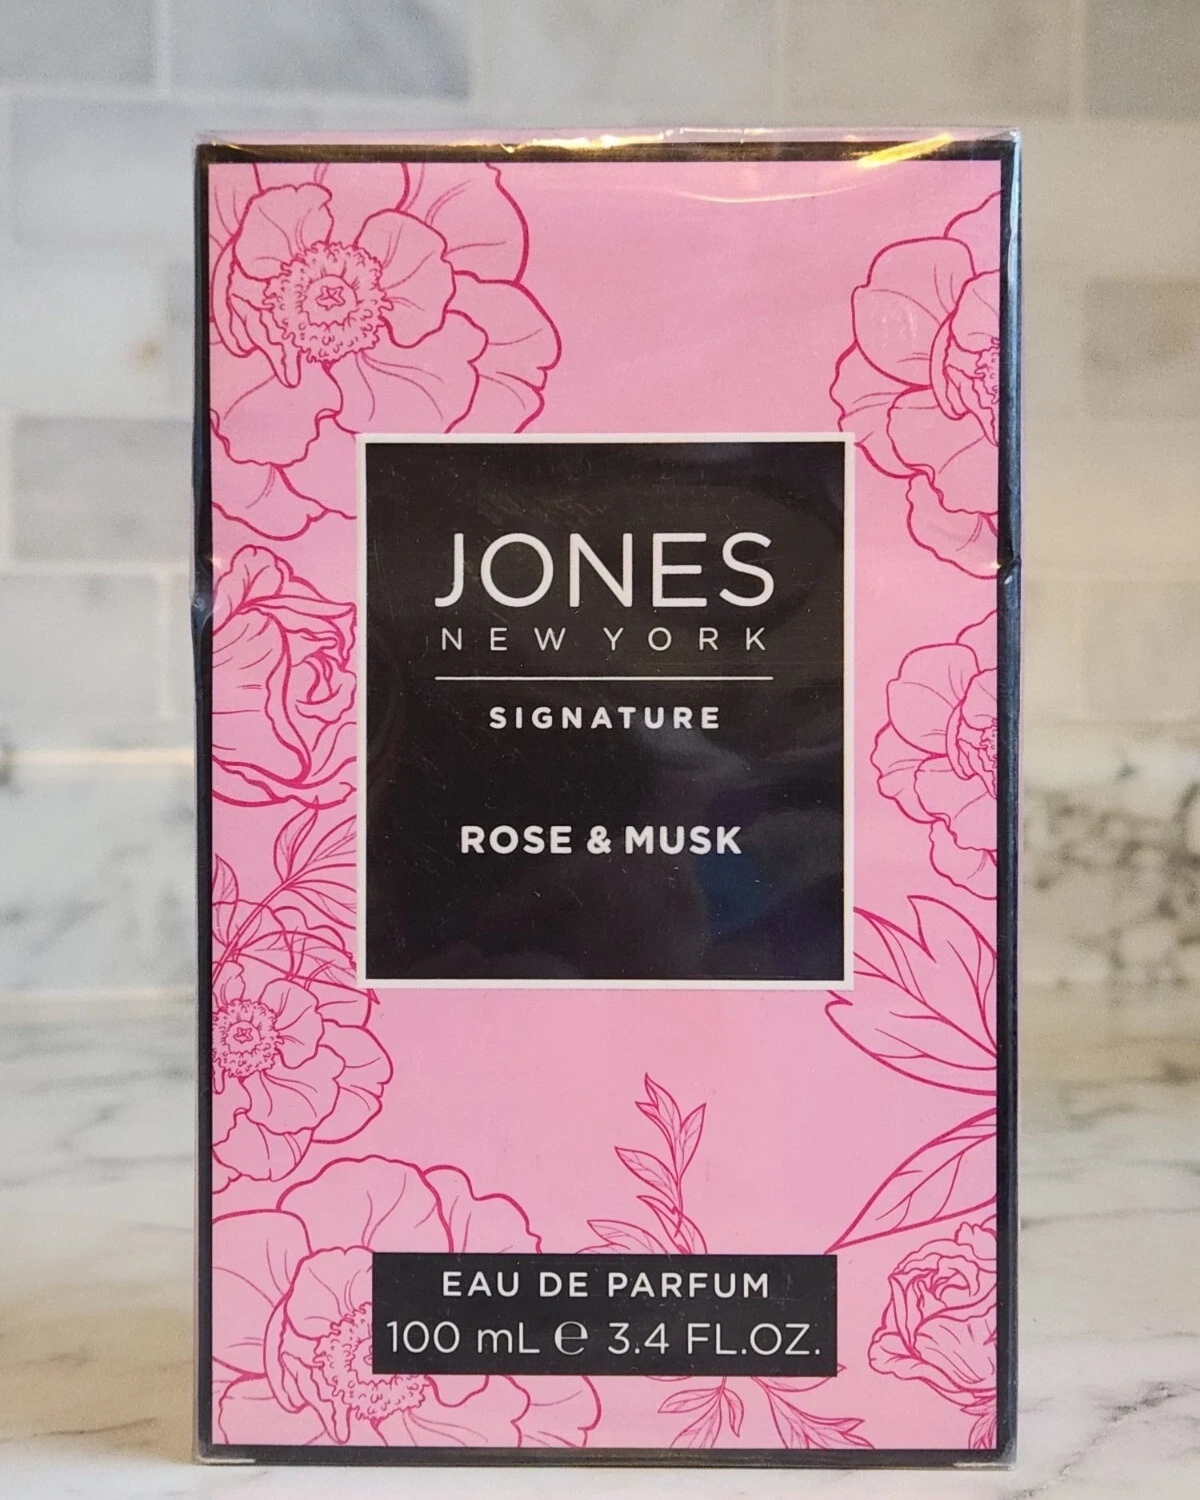 JONES
NEW YORK
SIGNATURE
ROSE & MUSK
EAU DE PARFUM
100 mL ℮ 3.4 FL.OZ.